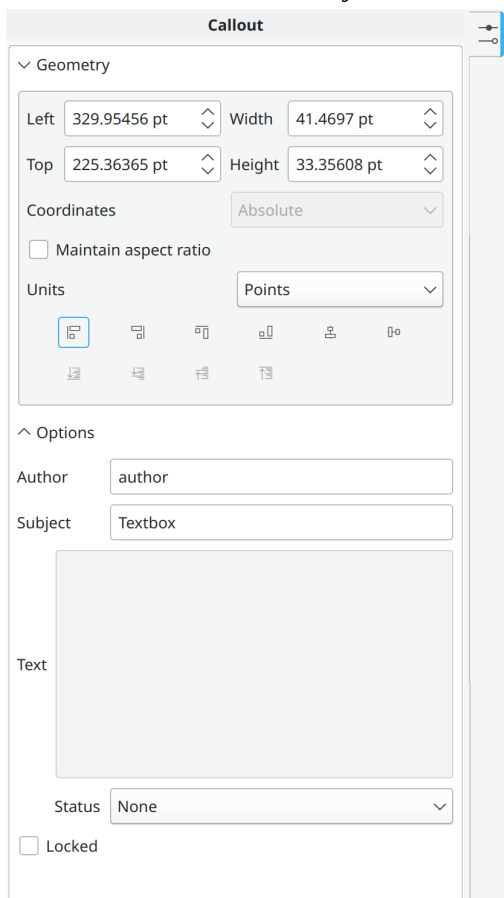 Callout
Geometry
Left 329.95456 pt Width 41.4697 pt
Top 225.36365 pt Height 33.35608 pt
Coordinates Absolute
Maintain aspect ratio
Units Points
Options
Author author
Subject Textbox
Text
Status None
Locked